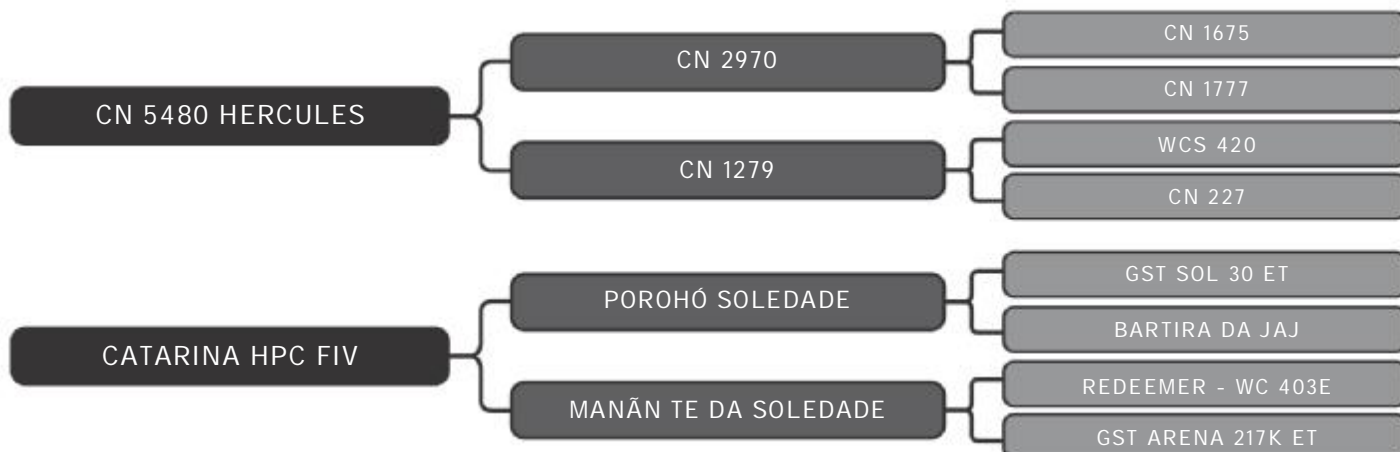 CN 5480 HERCULES
CN 2970
CN 1675
CN 1777
CN 1279
WCS 420
CN 227
CATARINA HPC FIV
POROHÓ SOLEDADE
GST SOL 30 ET
BARTIRA DA JAJ
MANÃN TE DA SOLEDADE
REDEEMER - WC 403E
GST ARENA 217K ET